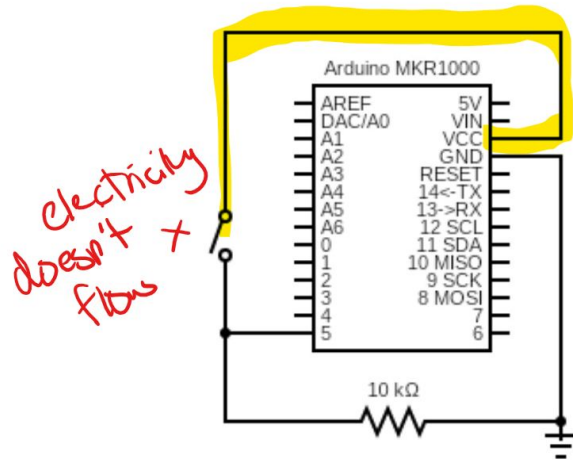 Arduino MKR1000
AREF 5V
DAC/A0 VIN
A1 VCC
A2 GND
A3 RESET
A4 14<-TX
A5 13->RX
A6 12 SCL
0 11 SDA
1 10 MISO
2 9 SCK
3 8 MOSI
4 7
5 6
10 kΩ
electricity
doesn't x
flow